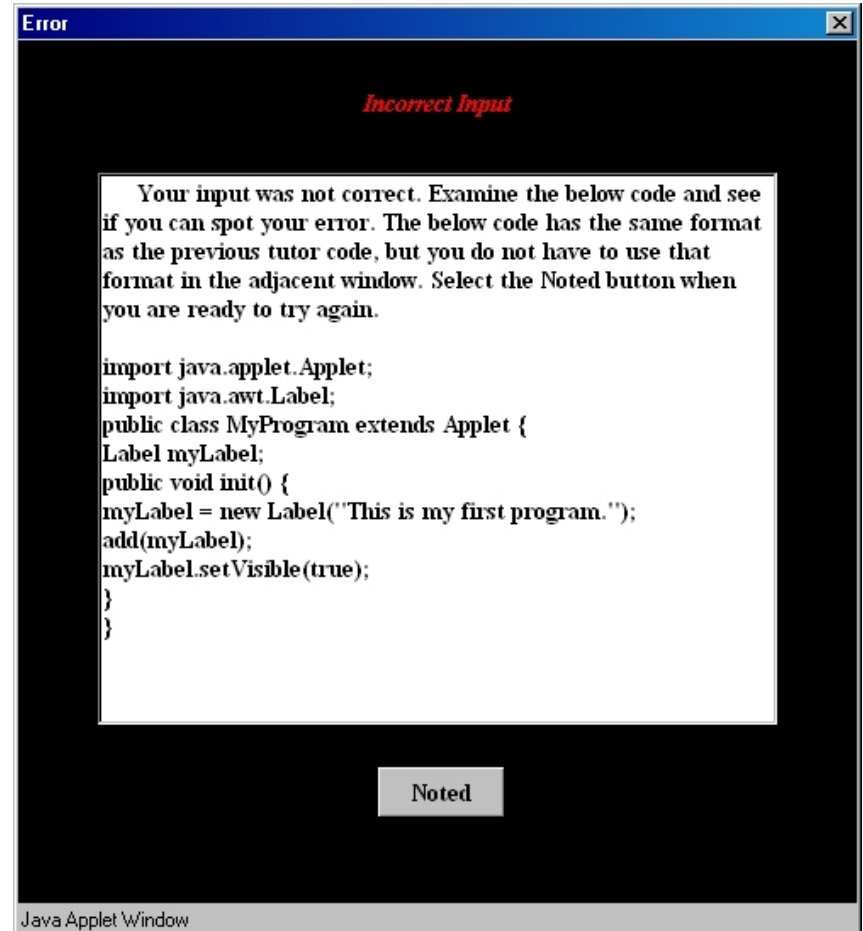 Error
Incorrect Input
Your input was not correct. Examine the below code and see
if you can spot your error. The below code has the same format
as the previous tutor code, but you do not have to use that
format in the adjacent window. Select the Noted button when
you are ready to try again.
import java.applet.Applet;
import java.awt.Label;
public class MyProgram extends Applet {
Label myLabel;
public void init() {
myLabel = new Label("This is my first program.");
add(myLabel);
myLabel.setVisible(true);
}
}
Noted
Java Applet Window